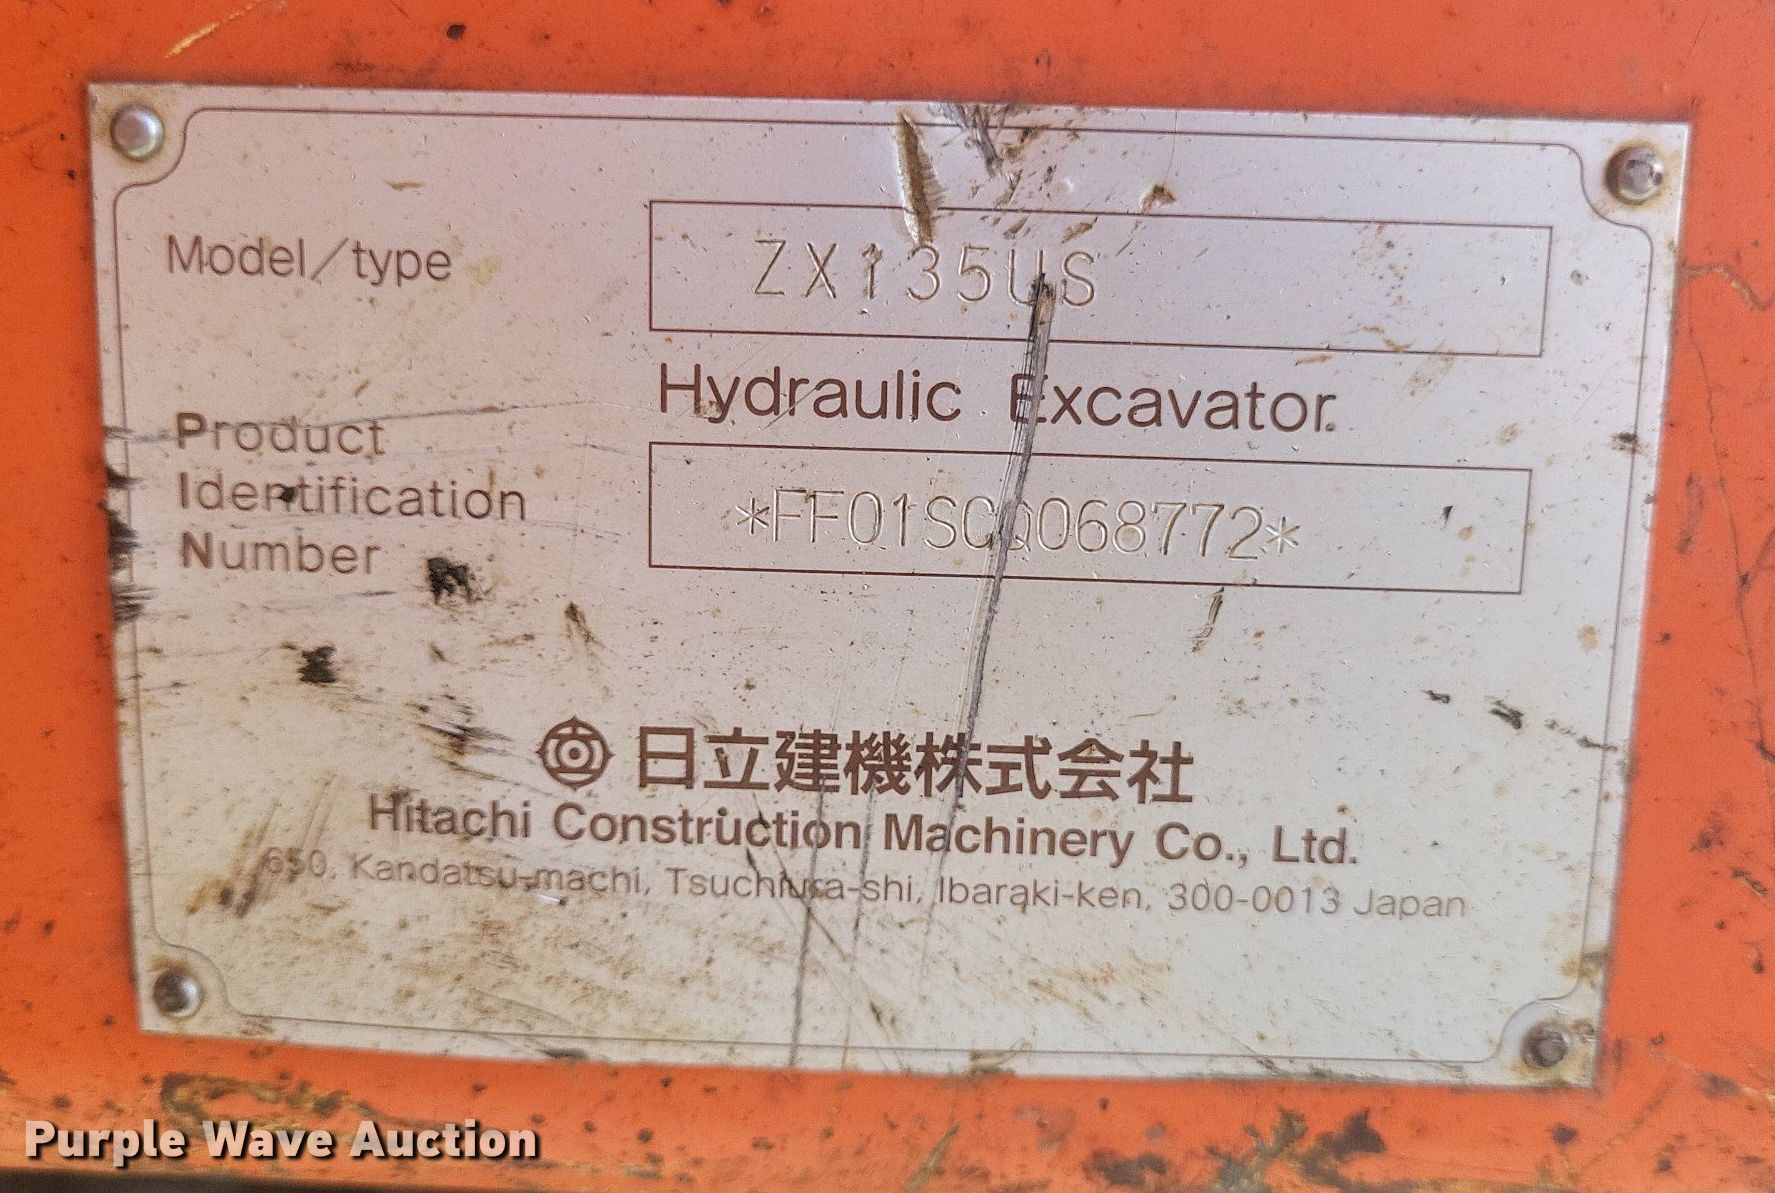 Model/type
ZX135US
Hydraulic Excavator.
Product
Identification
Number
*FF01SCQ068772*
日立建機株式会社
Hitachi Construction Machinery Co., Ltd.
650, Kandatsu-machi, Tsuchiura-shi, Ibaraki-ken, 300-0013 Japan
Purple Wave Auction